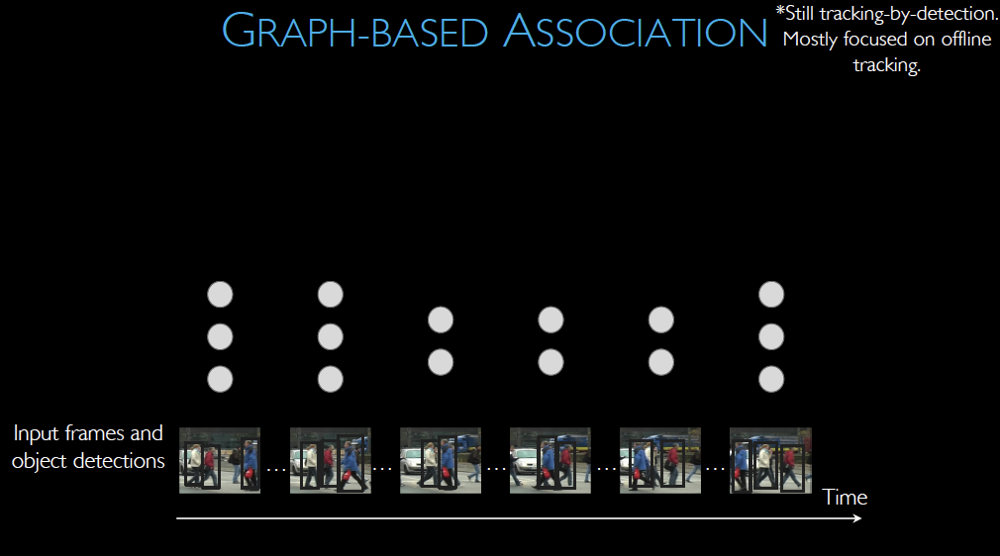 GRAPH-BASED ASSOCIATION
*Still tracking-by-detection.
Mostly focused on offline
tracking.
Input frames and
object detections
... ... ... ... ...
Time